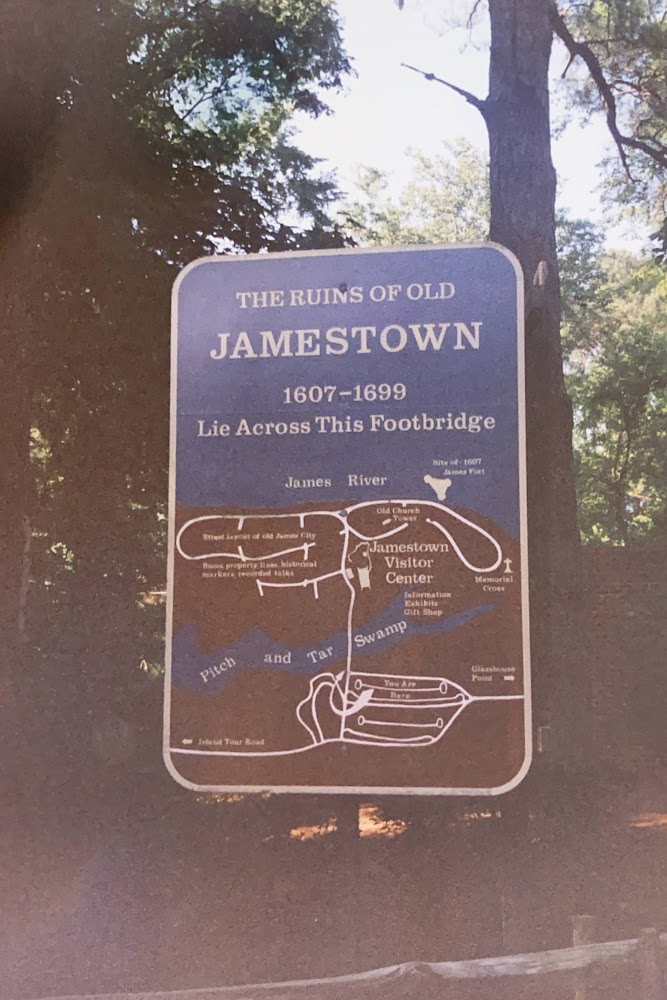 THE RUINS OF OLD
JAMESTOWN
1607-1699
Lie Across This Footbridge
Site of - 1607
James Fort
James River
Old Church
Tower
Street Layout of old James City
Jamestown
Visitor
Center
Ruins, property lines, historical
markers, recorded talks
Memorial
Cross
Information
Exhibits
Gift Shop
Pitch and Tar Swamp
Glasshouse
Point
You Are
Here
Island Tour Road